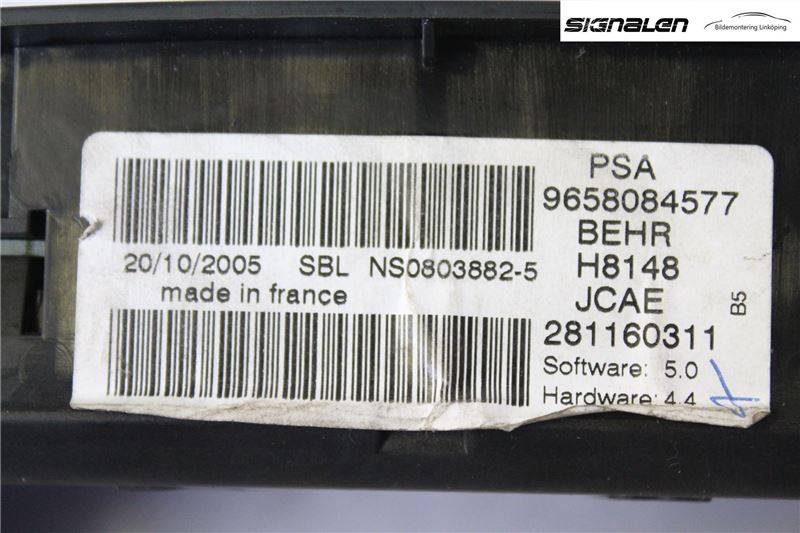 SIGNALEN
Bildemontering Linköping
PSA
9658084577
BEHR
H8148
JCAE
281160311
Software: 5.0
Hardware: 4.4
B5
20/10/2005 SBL NS0803882-5
made in france